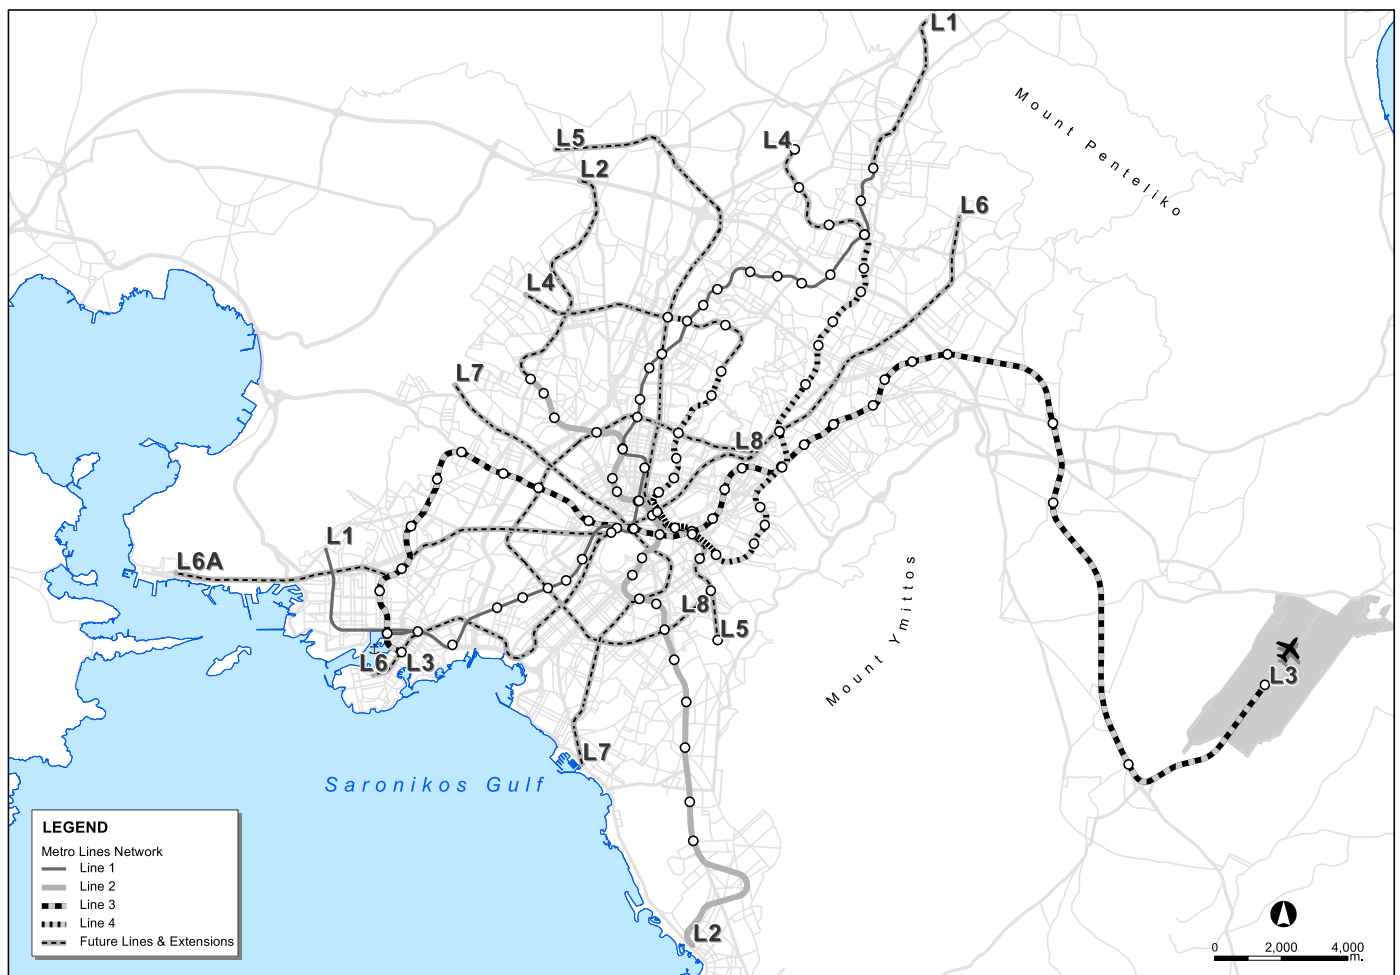 L1
Mount Penteliko
L5
L4
L2
L6
L4
L7
L8
L1
L6A
Mount Ymittos
L8
L5
L6
L3
L3
L7
Saronikos Gulf
LEGEND
Metro Lines Network
Line 1
Line 2
Line 3
Line 4
Future Lines & Extensions
L2
0 2,000 4,000
m.